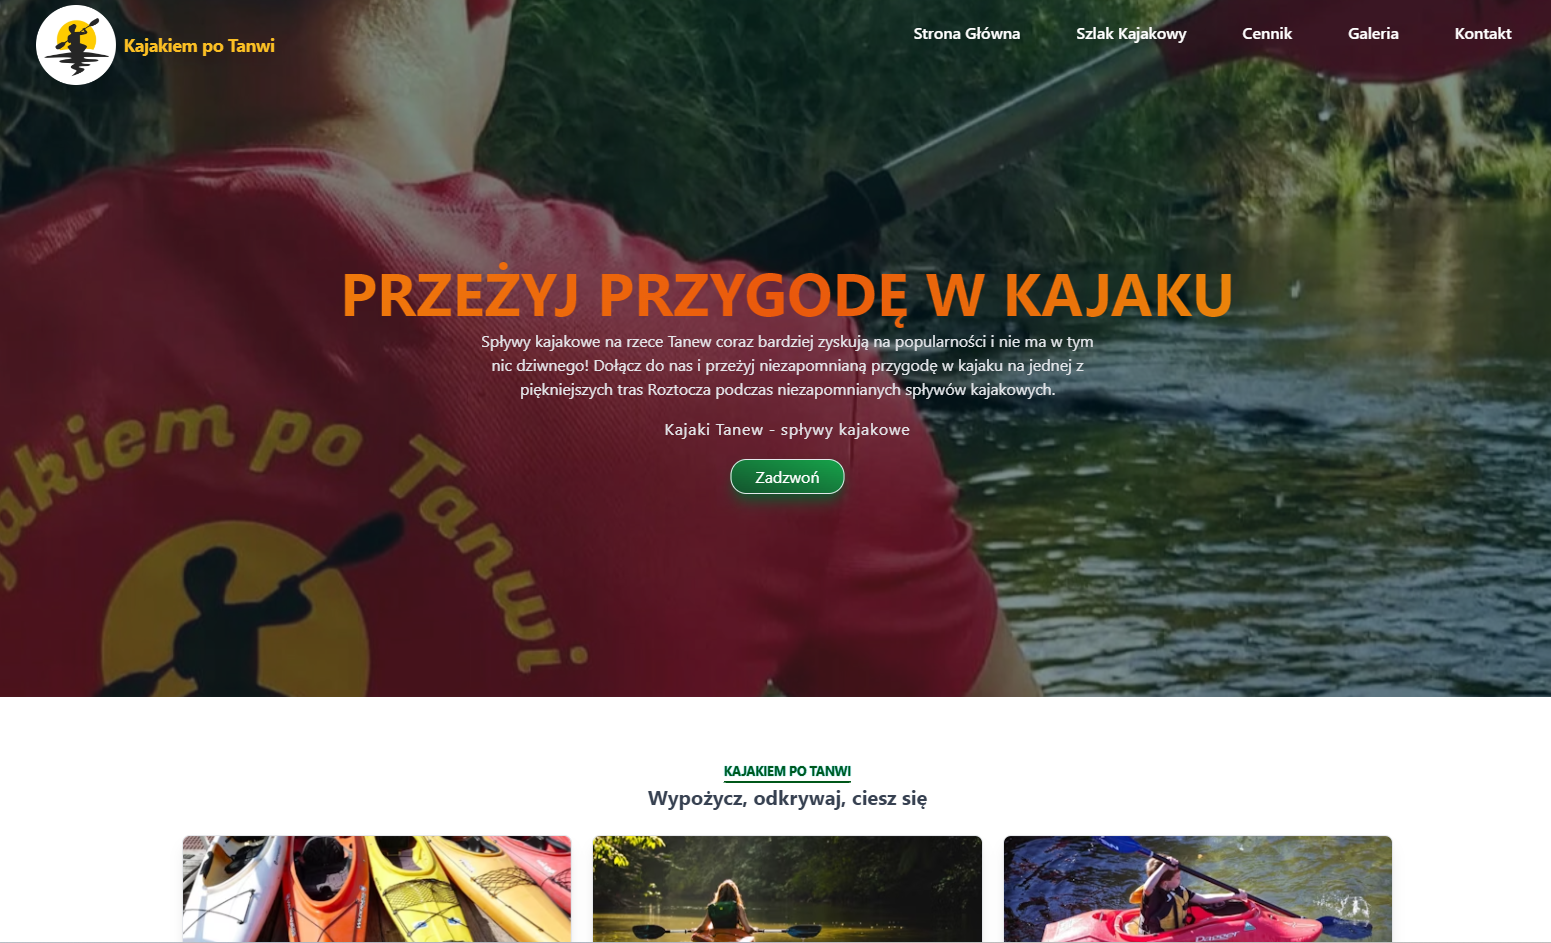 Kajakiem po Tanwi
Strona Główna
Szlak Kajakowy
Cennik
Galeria
Kontakt
PRZEŻYJ PRZYGODĘ W KAJAKU
Spływy kajakowe na rzece Tanew coraz bardziej zyskują na popularności i nie ma w tym
nic dziwnego! Dołącz do nas i przeżyj niezapomnianą przygodę w kajaku na jednej z
piękniejszych tras Roztocza podczas niezapomnianych spływów kajakowych.
Kajaki Tanew - spływy kajakowe
Zadzwoń
po Tanwi
KAJAKIEM PO TANWI
Wypożycz, odkrywaj, ciesz się
Dagger